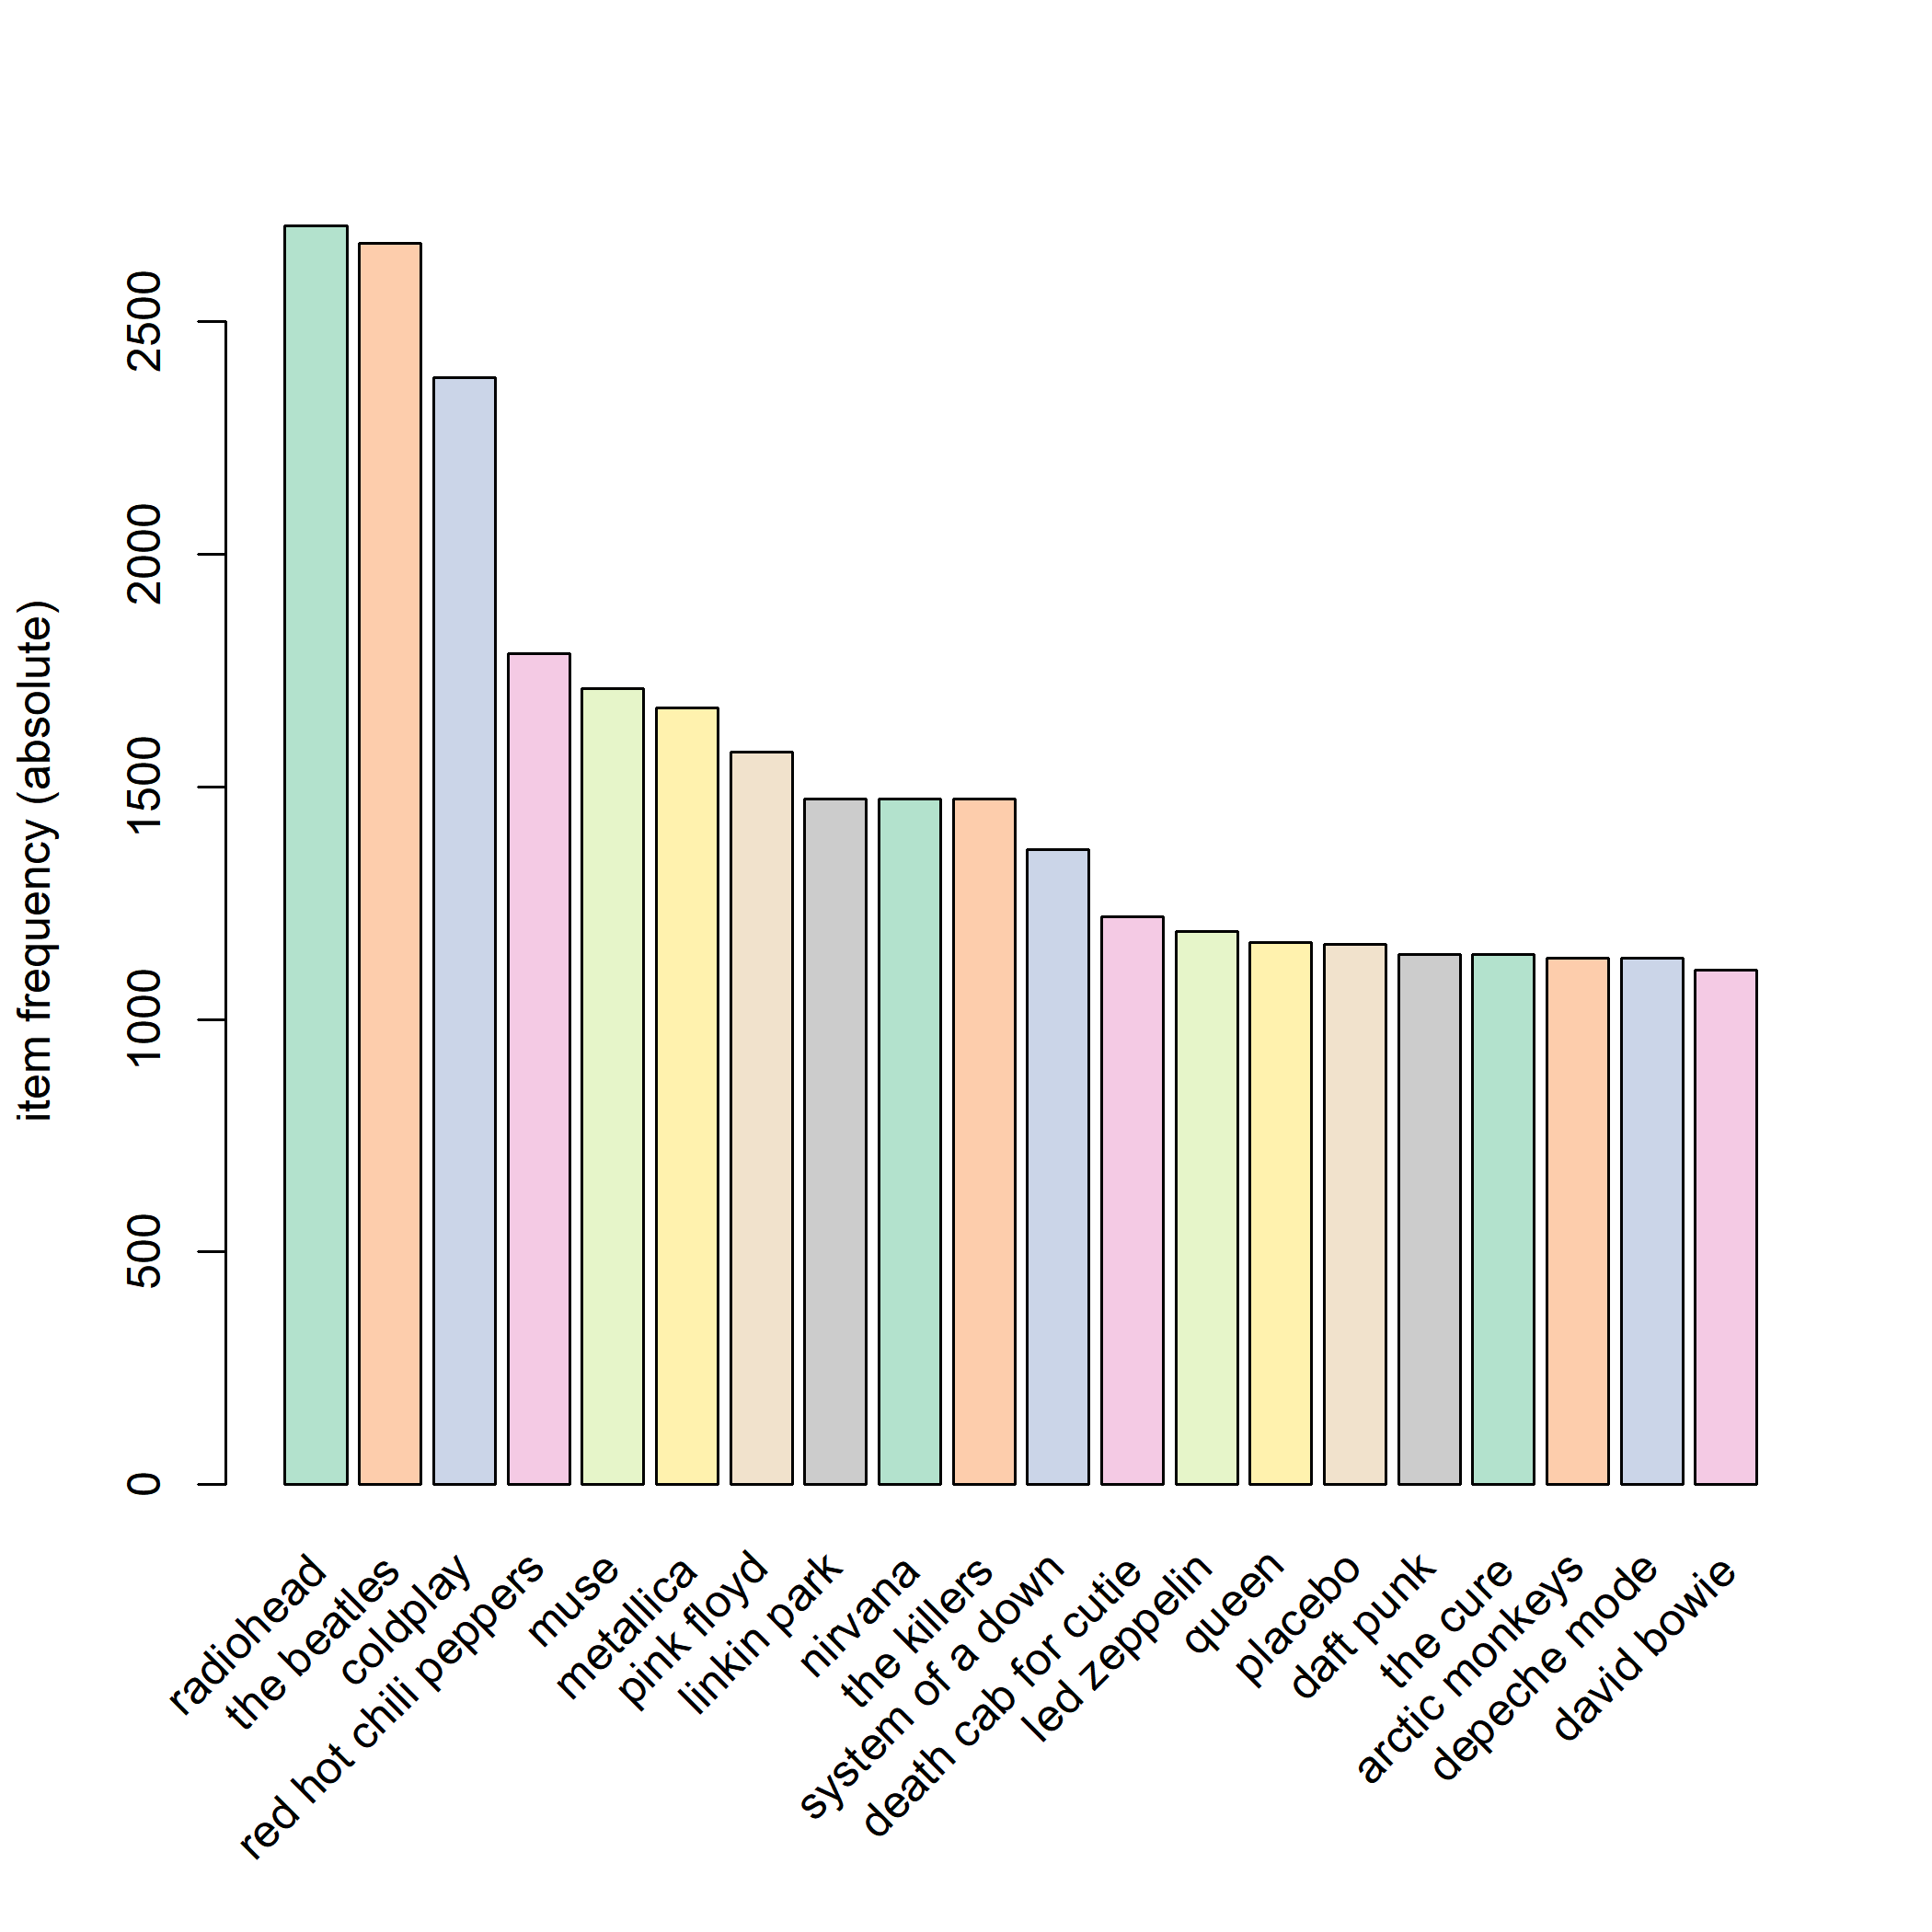 item frequency (absolute)
2500
2000
1500
1000
500
0
radiohead
the beatles
coldplay
red hot chili peppers
muse
metallica
pink floyd
linkin park
nirvana
the killers
system of a down
death cab for cutie
led zeppelin
queen
placebo
daft punk
the cure
arctic monkeys
depeche mode
david bowie